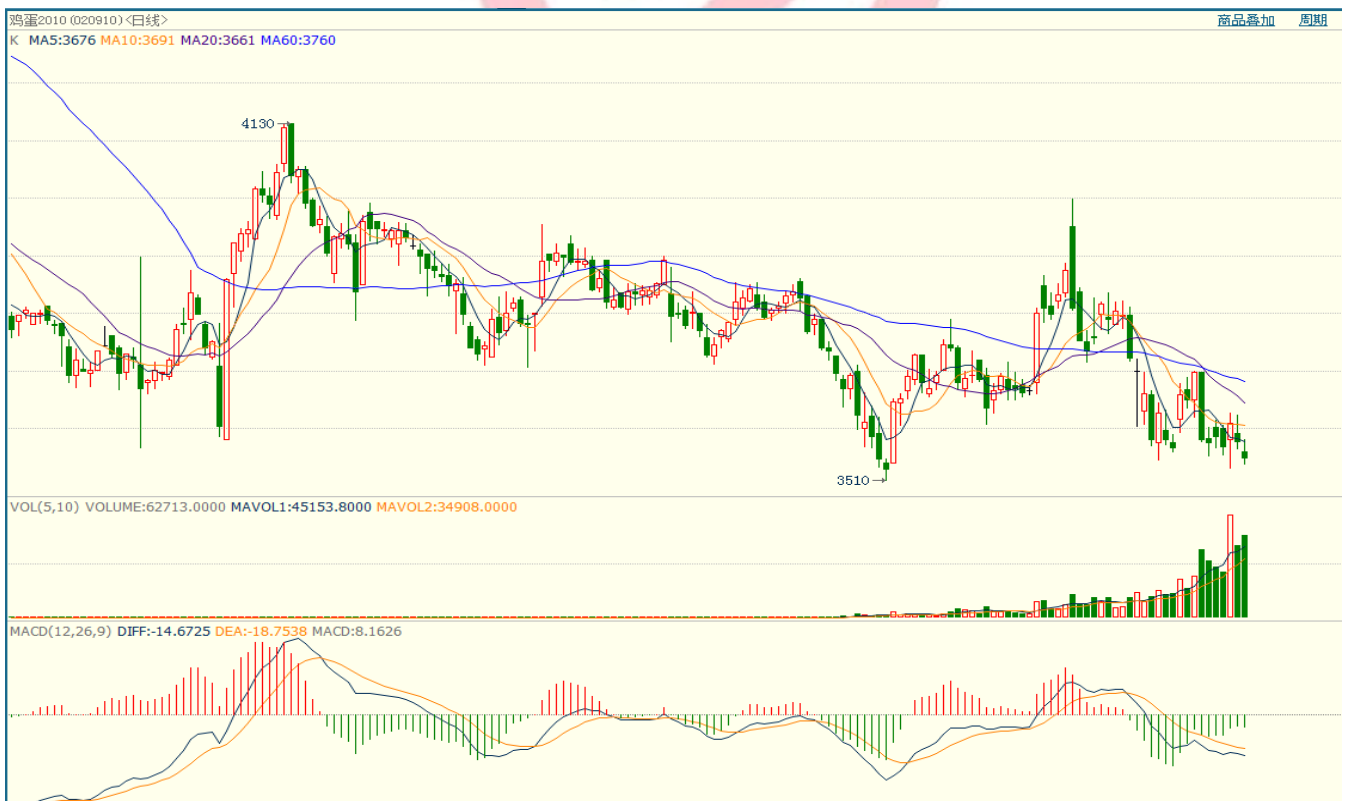 鸡蛋2010 (020910) <日线> 商品叠加 周期
K MA5:3676 MA10:3691 MA20:3661 MA60:3760
4130
3510
VOL(5,10) VOLUME:62713.0000 MAVOL1:45153.8000 MAVOL2:34908.0000
MACD(12,26,9) DIFF:-14.6725 DEA:-18.7538 MACD:8.1626